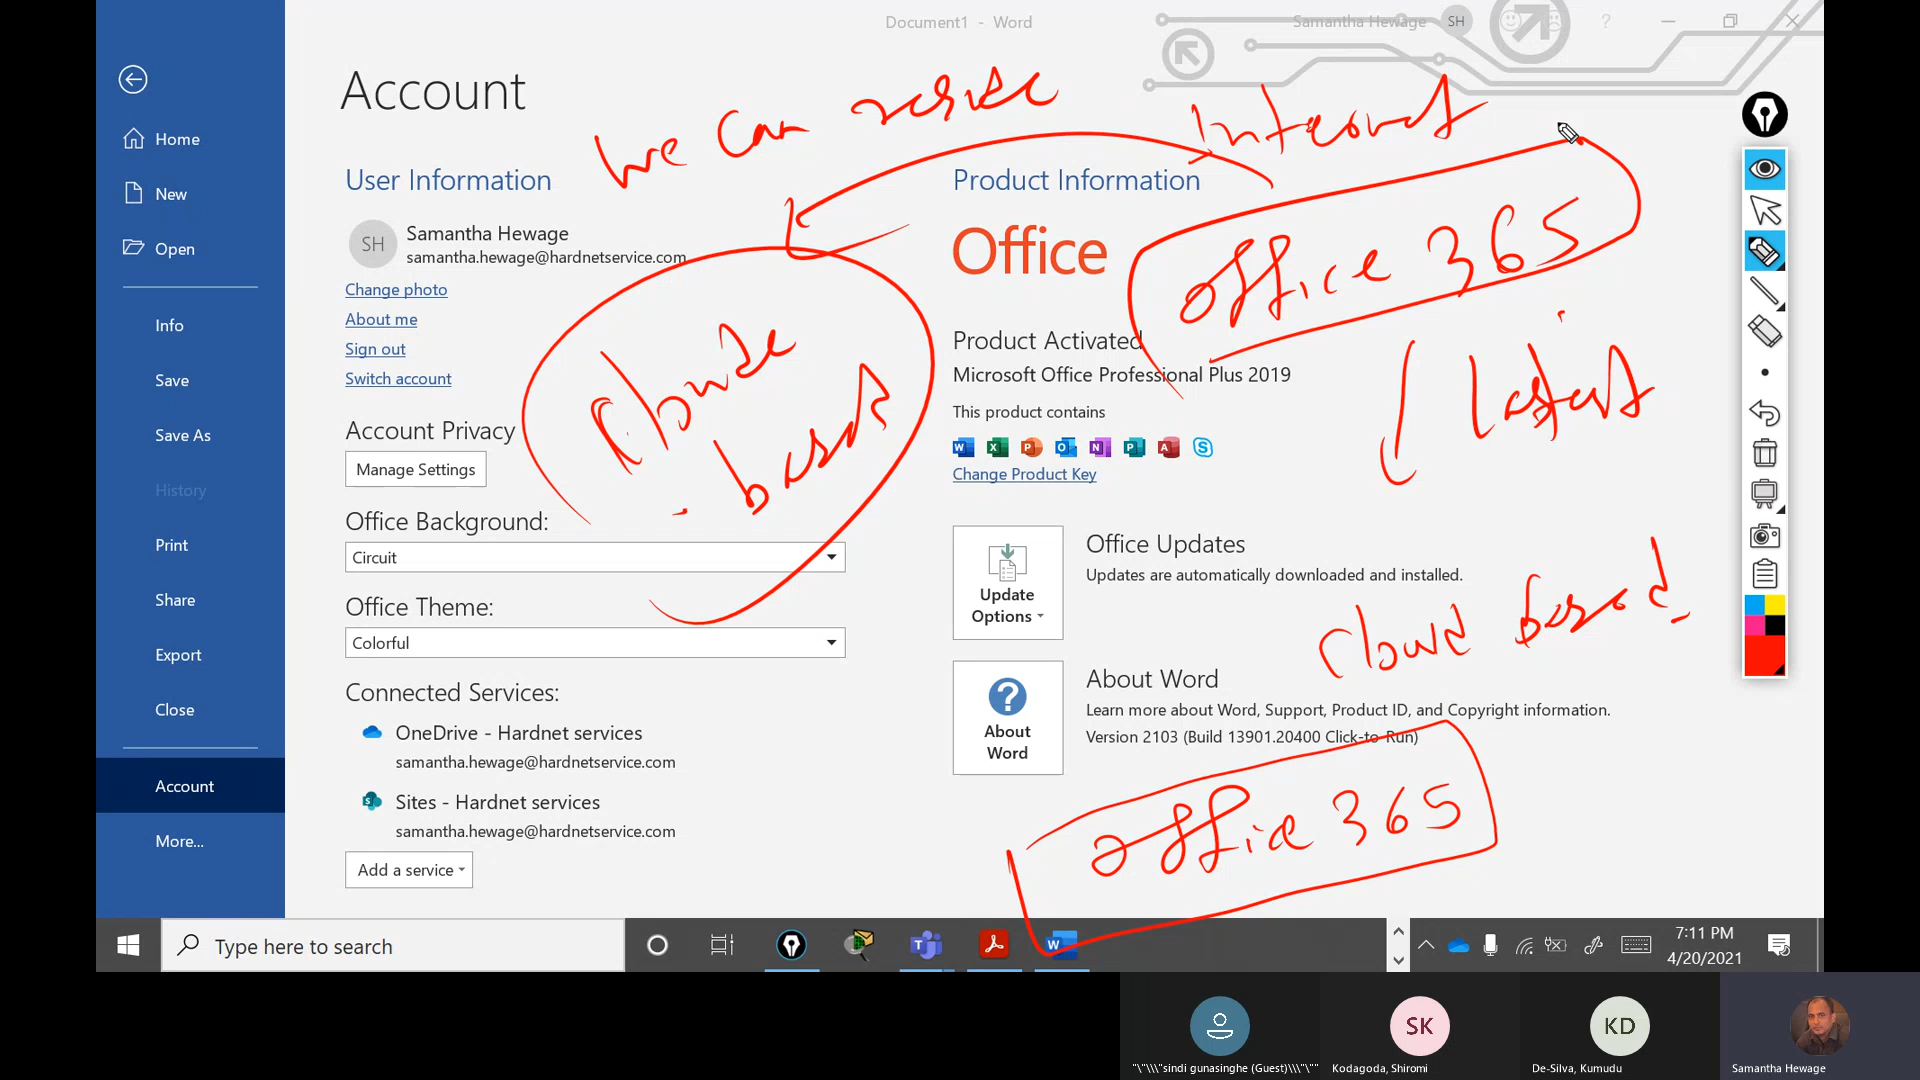 Document1 - Word
Samantha Hewage SH
Account
Home
New
Open
Info
Save
Save As
History
Print
Share
Export
Close
Account
More...
we can
Internet
User Information
SH
Samantha Hewage
samantha.hewage@hardnetservice.com
Change photo
About me
Sign out
Switch account
Account Privacy
Manage Settings
Office Background:
Circuit
Office Theme:
Colorful
Connected Services:
OneDrive - Hardnet services
samantha.hewage@hardnetservice.com
Sites - Hardnet services
samantha.hewage@hardnetservice.com
Add a service
Product Information
Office
office 365
Product Activated
Microsoft Office Professional Plus 2019
This product contains
Change Product Key
( latest
Update
Options
Office Updates
Updates are automatically downloaded and installed.
cloud based
About
Word
About Word
Learn more about Word, Support, Product ID, and Copyright information.
Version 2103 (Build 13901.20400 Click-to-Run)
office 365
Type here to search
7:11 PM
4/20/2021
SK
KD
"\"\\\"sindi gunasinghe (Guest)\\\"\""
Kodagoda, Shiromi
De-Silva, Kumudu
Samantha Hewage